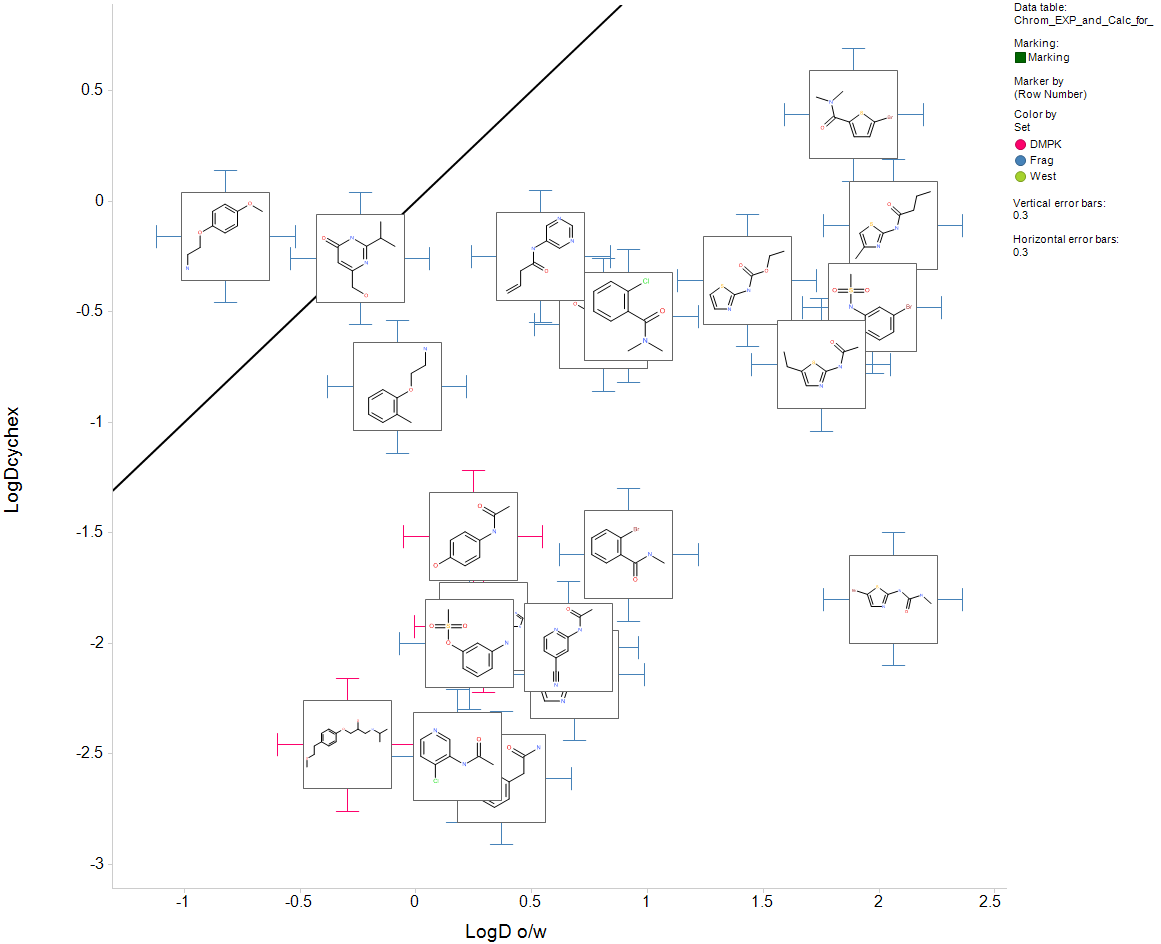 Data table:
Chrom_EXP_and_Calc_for_
Marking:
Marking
Marker by
(Row Number)
Color by
Set
DMPK
Frag
West
Vertical error bars:
0.3
Horizontal error bars:
0.3
LogDcychex
0.5
0
-0.5
-1
-1.5
-2
-2.5
-3
-1
-0.5
0
0.5
1
1.5
2
2.5
LogD o/w